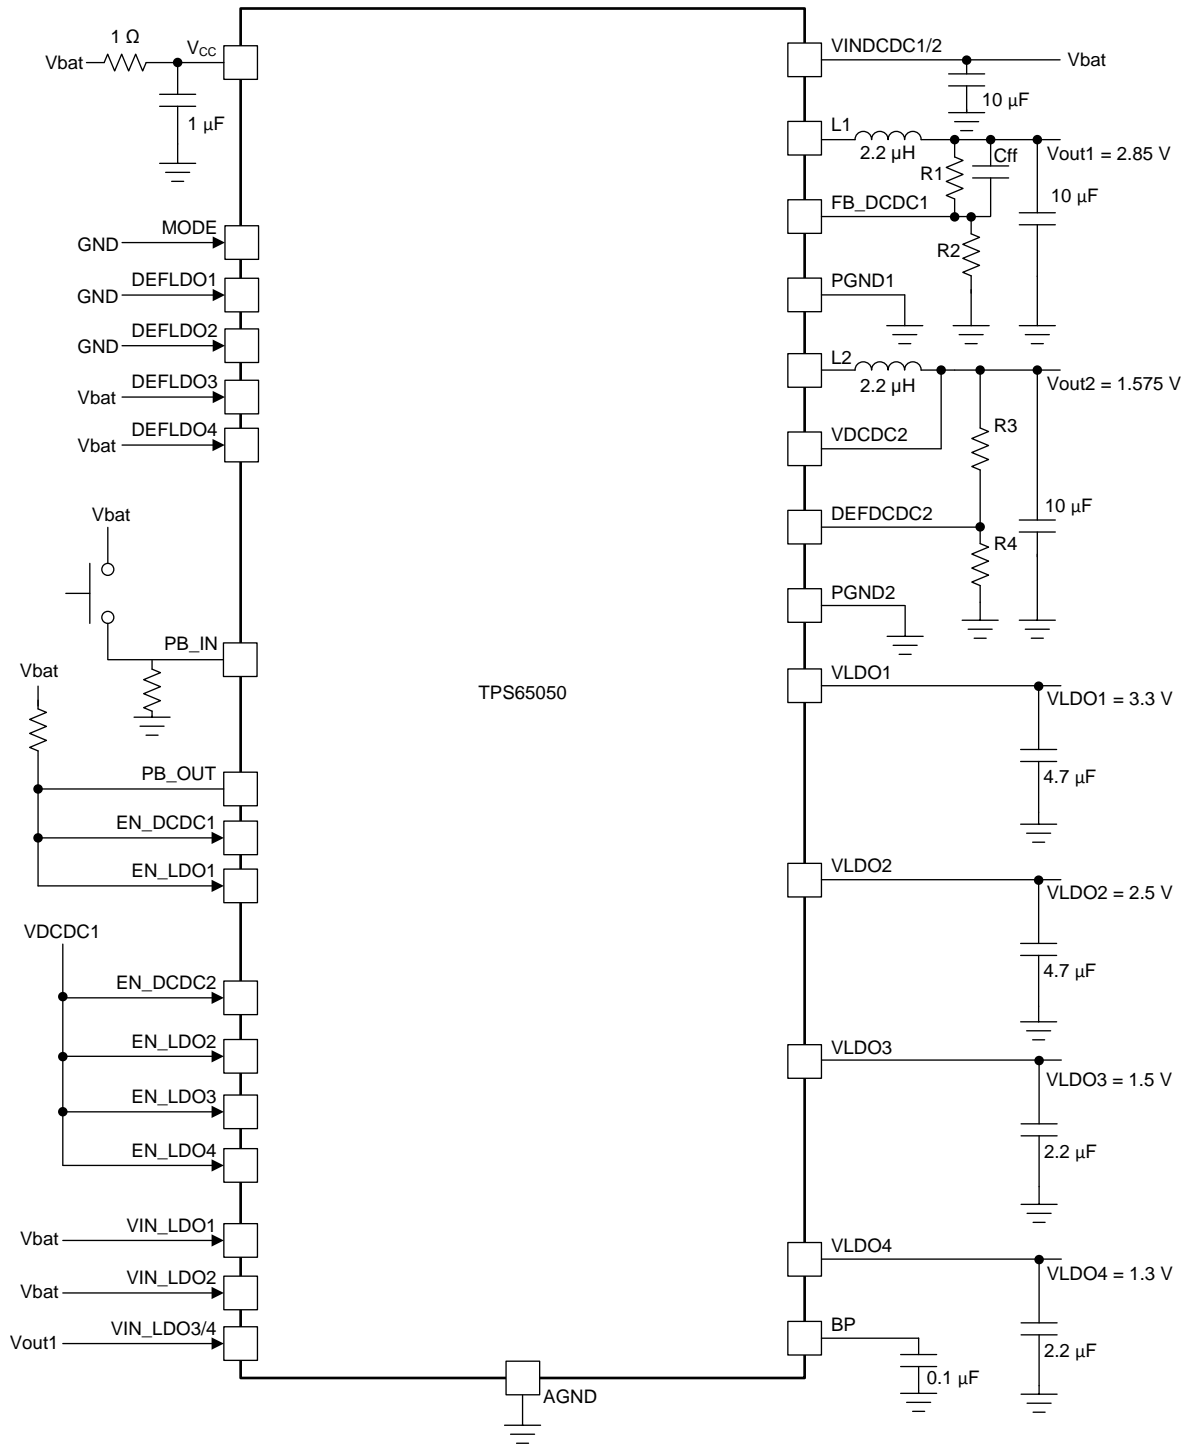 1 Ω
Vbat
VCC
1 µF
GND
MODE
GND
DEFLDO1
GND
DEFLDO2
Vbat
DEFLDO3
Vbat
DEFLDO4
Vbat
PB_IN
Vbat
PB_OUT
EN_DCDC1
EN_LDO1
VDCDC1
EN_DCDC2
EN_LDO2
EN_LDO3
EN_LDO4
Vbat
VIN_LDO1
Vbat
VIN_LDO2
Vout1
VIN_LDO3/4
TPS65050
AGND
VINDCDC1/2
Vbat
10 µF
L1
2.2 µH
R1
Cff
Vout1 = 2.85 V
10 µF
FB_DCDC1
R2
PGND1
L2
2.2 µH
Vout2 = 1.575 V
R3
VDCDC2
10 µF
DEFDCDC2
R4
PGND2
VLDO1
VLDO1 = 3.3 V
4.7 µF
VLDO2
VLDO2 = 2.5 V
4.7 µF
VLDO3
VLDO3 = 1.5 V
2.2 µF
VLDO4
VLDO4 = 1.3 V
2.2 µF
BP
0.1 µF